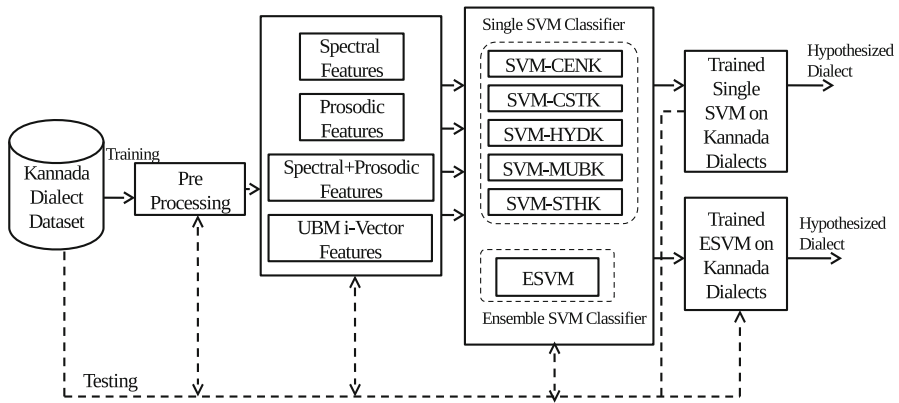 Kannada
Dialect
Dataset
Training
Pre
Processing
Spectral
Features
Prosodic
Features
Spectral+Prosodic
Features
UBM i-Vector
Features
Single SVM Classifier
SVM-CENK
SVM-CSTK
SVM-HYDK
SVM-MUBK
SVM-STHK
ESVM
Ensemble SVM Classifier
Trained
Single
SVM on
Kannada
Dialects
Hypothesized
Dialect
Trained
ESVM on
Kannada
Dialects
Hypothesized
Dialect
Testing